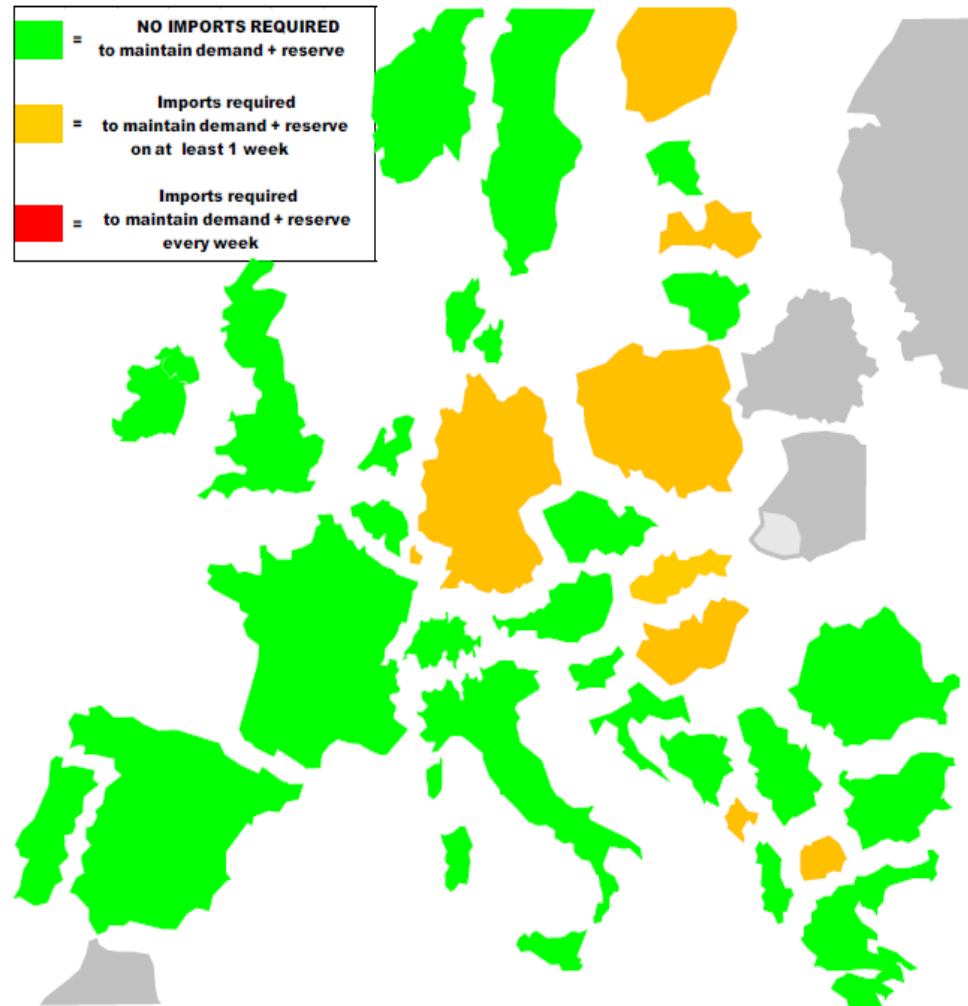 = NO IMPORTS REQUIRED
to maintain demand + reserve
Imports required
= to maintain demand + reserve
on at least 1 week
Imports required
= to maintain demand + reserve
every week